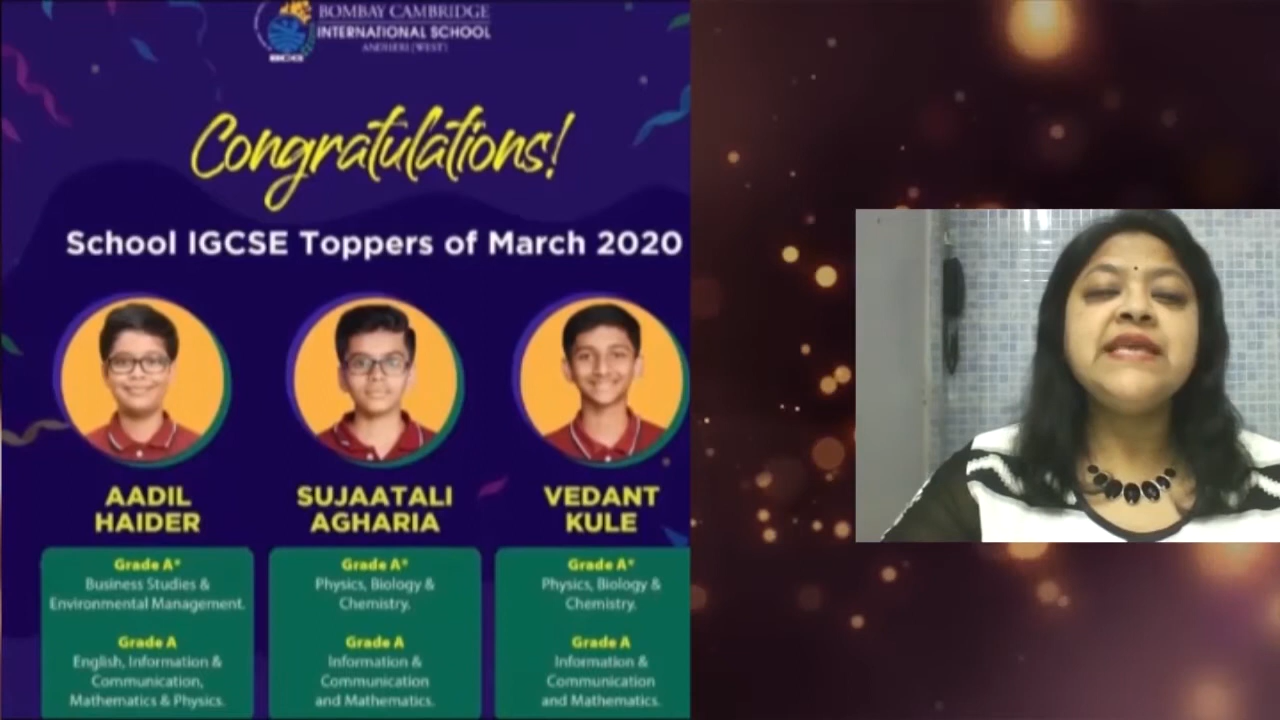 BOMBAY CAMBRIDGE
INTERNATIONAL SCHOOL
ANDHERI [WEST]
Congratulations!
School IGCSE Toppers of March 2020
AADIL
HAIDER
Grade A*
Business Studies &
Environmental Management.
Grade A
English, Information &
Communication,
Mathematics & Physics.
SUJAATALI
AGHARIA
Grade A*
Physics, Biology &
Chemistry.
Grade A
Information &
Communication
and Mathematics.
VEDANT
KULE
Grade A*
Physics, Biology &
Chemistry.
Grade A
Information &
Communication
and Mathematics.